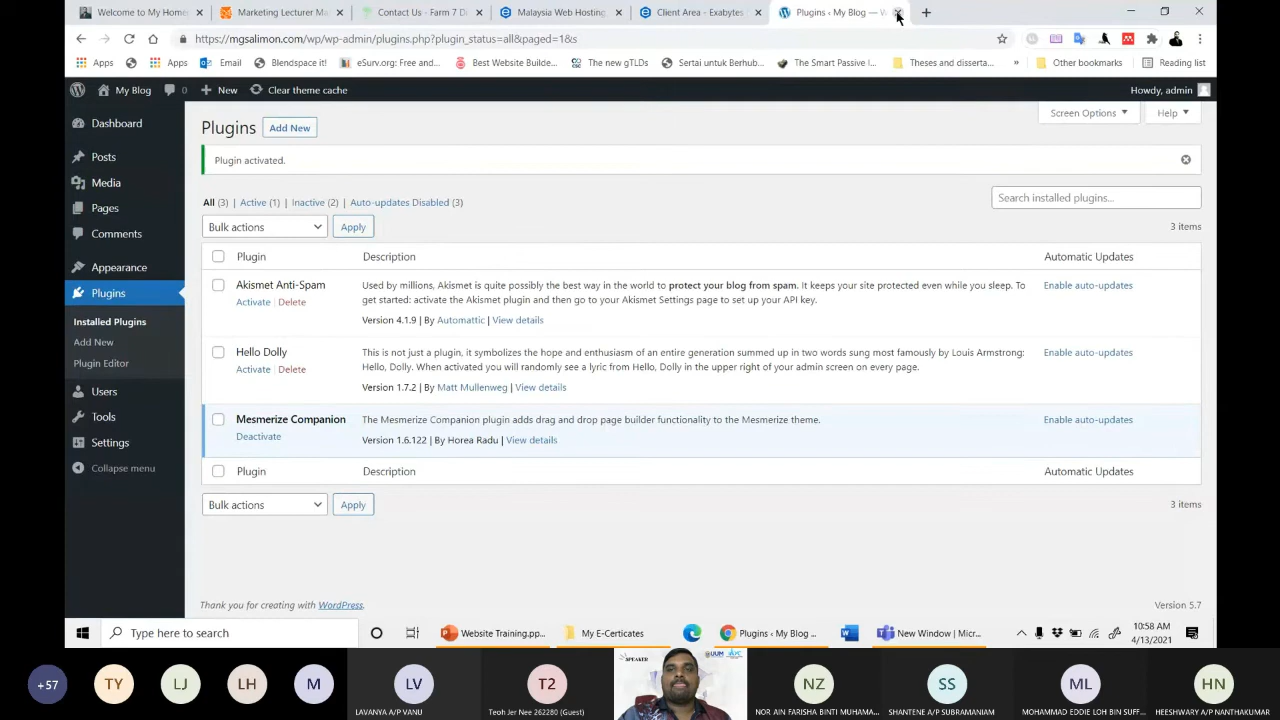 Welcome to My Home
Marketing Lecturer Ma
Contact Us - Farm 7 D
Malaysia Web Hosting
Client Area - Exabytes
Plugins ‹ My Blog — W
https://mgsalimon.com/wp/wp-admin/plugins.php?plugin_status=all&paged=1&s
Apps
Apps
Email
Blendspace It!
eSurv.org: Free and...
Best Website Builde...
The new gTLDs
Sertai untuk Berhub...
The Smart Passive I...
Theses and disserta...
»
Other bookmarks
Reading list
My Blog
0
New
Clear theme cache
Howdy, admin
Dashboard
Posts
Media
Pages
Comments
Appearance
Plugins
Installed Plugins
Add New
Plugin Editor
Users
Tools
Settings
Collapse menu
Screen Options
Help
Plugins
Add New
Plugin activated.
All (3) | Active (1) | Inactive (2) | Auto-updates Disabled (3)
Search installed plugins...
Bulk actions
Apply
3 items
Plugin
Description
Automatic Updates
Akismet Anti-Spam
Activate | Delete
Used by millions, Akismet is quite possibly the best way in the world to protect your blog from spam. It keeps your site protected even while you sleep. To
get started: activate the Akismet plugin and then go to your Akismet Settings page to set up your API key.
Version 4.1.9 | By Automattic | View details
Enable auto-updates
Hello Dolly
Activate | Delete
This is not just a plugin, it symbolizes the hope and enthusiasm of an entire generation summed up in two words sung most famously by Louis Armstrong:
Hello, Dolly. When activated you will randomly see a lyric from Hello, Dolly in the upper right of your admin screen on every page.
Version 1.7.2 | By Matt Mullenweg | View details
Enable auto-updates
Mesmerize Companion
Deactivate
The Mesmerize Companion plugin adds drag and drop page builder functionality to the Mesmerize theme.
Version 1.6.122 | By Horea Radu | View details
Enable auto-updates
Plugin
Description
Automatic Updates
Bulk actions
Apply
3 items
Thank you for creating with WordPress.
Version 5.7
Type here to search
Website Training.pp...
My E-Certicates
Plugins ‹ My Blog ...
New Window | Micr...
10:58 AM
4/13/2021
+57
TY
LJ
LH
M
LV
LAVANYA A/P VANU
T2
Teoh Jer Nee 262280 (Guest)
SPEAKER
UUM
NZ
NOR AIN FARISHA BINTI MUHAMA...
SS
SHANTENE A/P SUBRAMANIAM
ML
MOHAMMAD EDDIE LOH BIN SUFF...
HN
HEESHWARY A/P NANTHAKUMAR